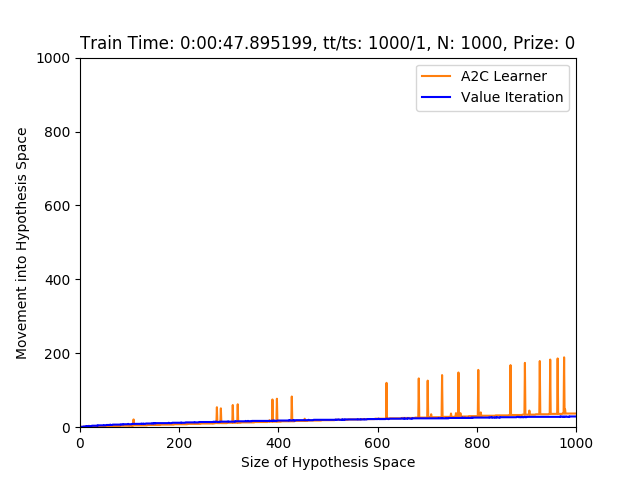 Train Time: 0:00:47.895199, tt/ts: 1000/1, N: 1000, Prize: 0
1000
800
600
400
200
0
Movement into Hypothesis Space
A2C Learner
Value Iteration
0 200 400 600 800 1000
Size of Hypothesis Space